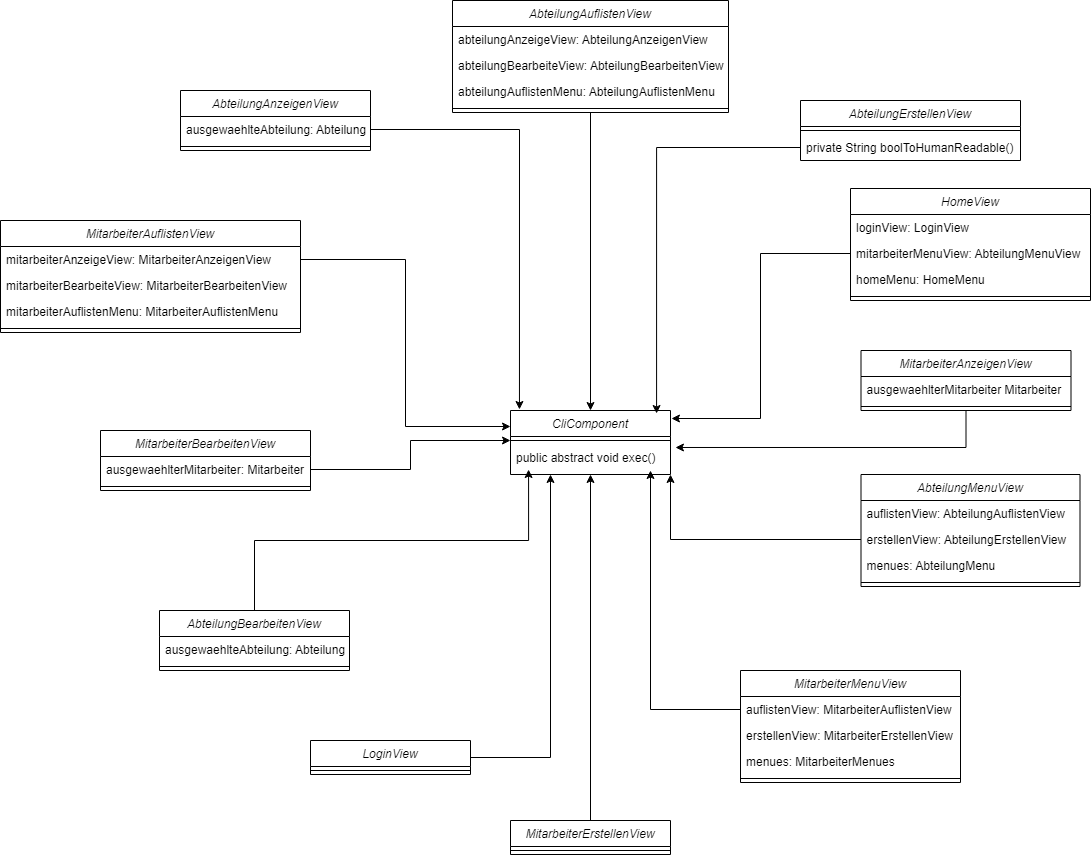 AbteilungAuflistenView
abteilungAnzeigeView: AbteilungAnzeigenView
abteilungBearbeiteView: AbteilungBearbeitenView
abteilungAuflistenMenu: AbteilungAuflistenMenu
AbteilungAnzeigenView
ausgewaehlteAbteilung: Abteilung
AbteilungErstellenView
private String boolToHumanReadable()
HomeView
loginView: LoginView
mitarbeiterMenuView: AbteilungMenuView
homeMenu: HomeMenu
MitarbeiterAuflistenView
mitarbeiterAnzeigeView: MitarbeiterAnzeigenView
mitarbeiterBearbeiteView: MitarbeiterBearbeitenView
mitarbeiterAuflistenMenu: MitarbeiterAuflistenMenu
MitarbeiterAnzeigenView
ausgewaehlterMitarbeiter Mitarbeiter
CliComponent
public abstract void exec()
MitarbeiterBearbeitenView
ausgewaehlterMitarbeiter: Mitarbeiter
AbteilungMenuView
auflistenView: AbteilungAuflistenView
erstellenView: AbteilungErstellenView
menues: AbteilungMenu
AbteilungBearbeitenView
ausgewaehlteAbteilung: Abteilung
MitarbeiterMenuView
auflistenView: MitarbeiterAuflistenView
erstellenView: MitarbeiterErstellenView
menues: MitarbeiterMenues
LoginView
MitarbeiterErstellenView